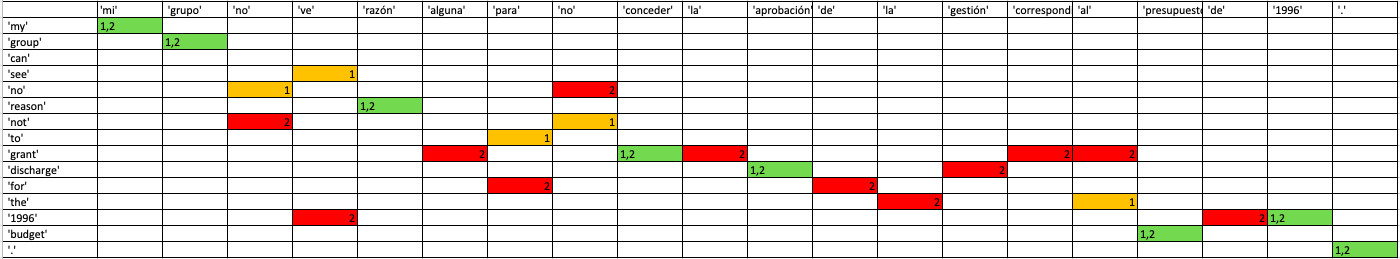 'mi' 'grupo' 'no' 've' 'razón' 'alguna' 'para' 'no' 'conceder' 'la' 'aprobación' 'de' 'la' 'gestión' 'correspond 'al' 'presupuest 'de' '1996' '.'
'my' 1,2
'group' 1,2
'can'
'see' 1
'no' 1 2
'reason' 1,2
'not' 2 1
'to' 1
'grant' 2 1,2 2 2 2
'discharge' 1,2 2
'for' 2 2
'the' 2 1
'1996' 2 2 1,2
'budget' 1,2
'.' 1,2